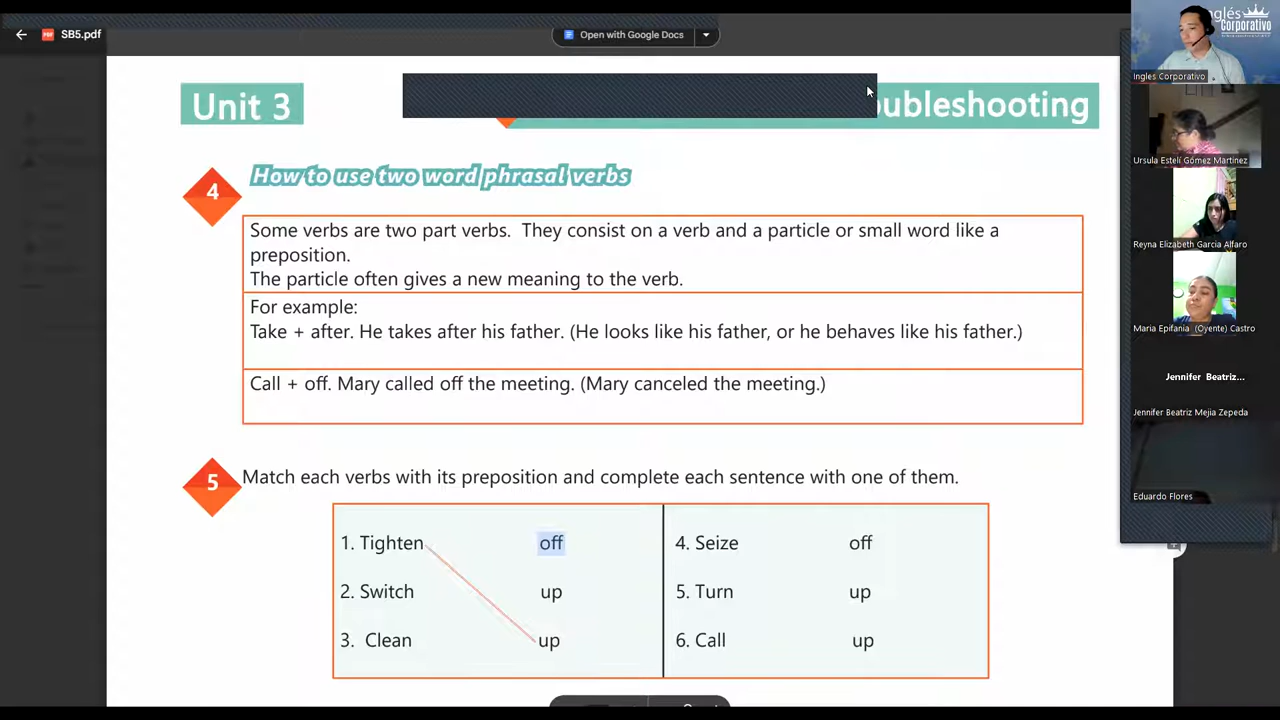 SB5.pdf
Open with Google Docs
Unit 3
oubleshooting
4
How to use two word phrasal verbs
Some verbs are two part verbs. They consist on a verb and a particle or small word like a
preposition.
The particle often gives a new meaning to the verb.
For example:
Take + after. He takes after his father. (He looks like his father, or he behaves like his father.)
Call + off. Mary called off the meeting. (Mary canceled the meeting.)
5
Match each verbs with its preposition and complete each sentence with one of them.
1. Tighten off
2. Switch up
3. Clean up
4. Seize off
5. Turn up
6. Call up
Inglés
Corporativo
Ingles Corporativo
Ursula Estelí Gómez Martinez
Reyna Elizabeth Garcia Alfaro
Maria Epifania (Oyente) Castro
Jennifer Beatriz...
Jennifer Beatriz Mejia Zepeda
Eduardo Flores